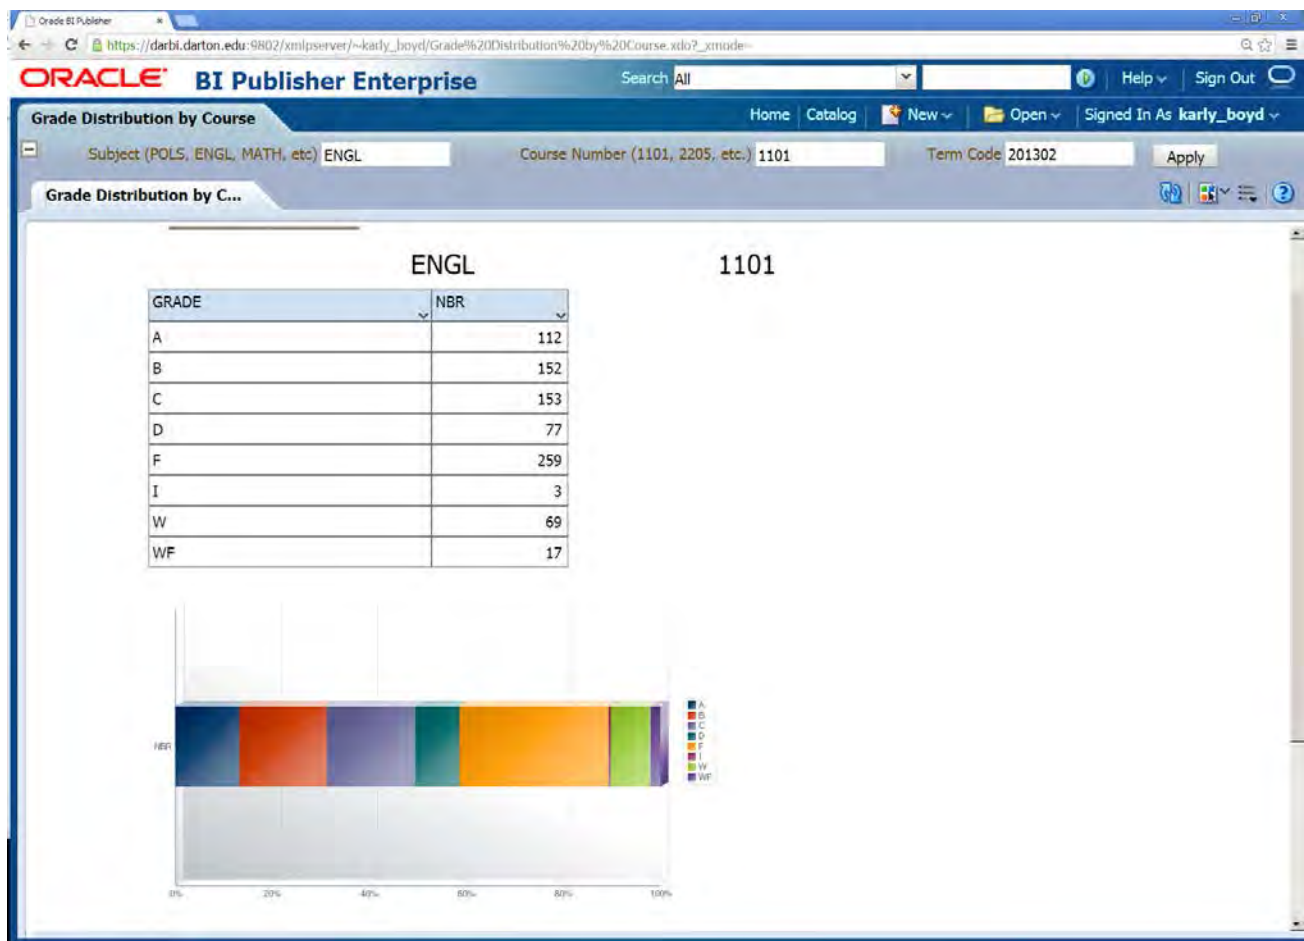 Oracle BI Publisher
https://darbi.darton.edu:9802/xmlpserver/~karly_boyd/Grade%20Distribution%20by%20Course.xdo?_xmode=
ORACLE BI Publisher Enterprise Search All Help Sign Out
Grade Distribution by Course Home Catalog New Open Signed In As karly_boyd
Subject (POLS, ENGL, MATH, etc) ENGL Course Number (1101, 2205, etc.) 1101 Term Code 201302 Apply
Grade Distribution by C...
ENGL 1101
GRADE NBR
A 112
B 152
C 153
D 77
F 259
I 3
W 69
WF 17
A
B
C
D
F
I
W
WF
NBR
0% 20% 40% 60% 80% 100%